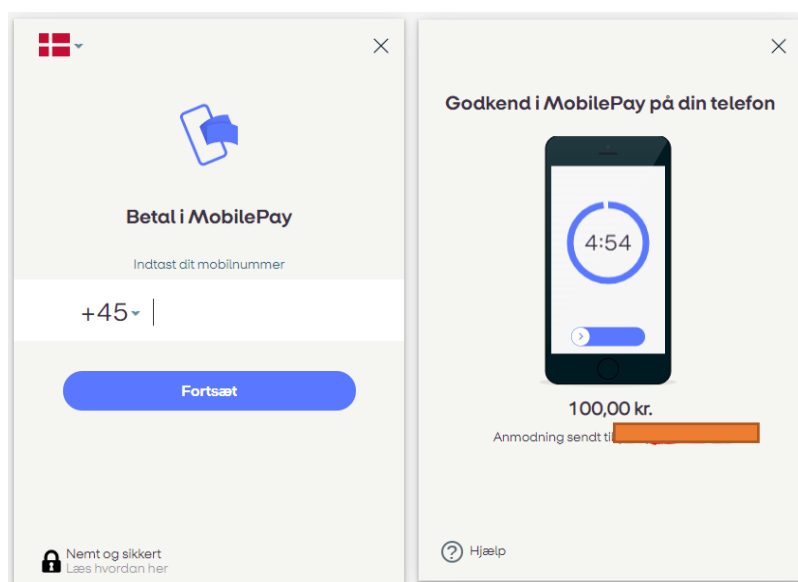 Betal i MobilePay
Indtast dit mobilnummer
+45
Fortsæt
Nemt og sikkert
Læs hvordan her
Godkend i MobilePay på din telefon
4:54
100,00 kr.
Anmodning sendt til
Hjælp